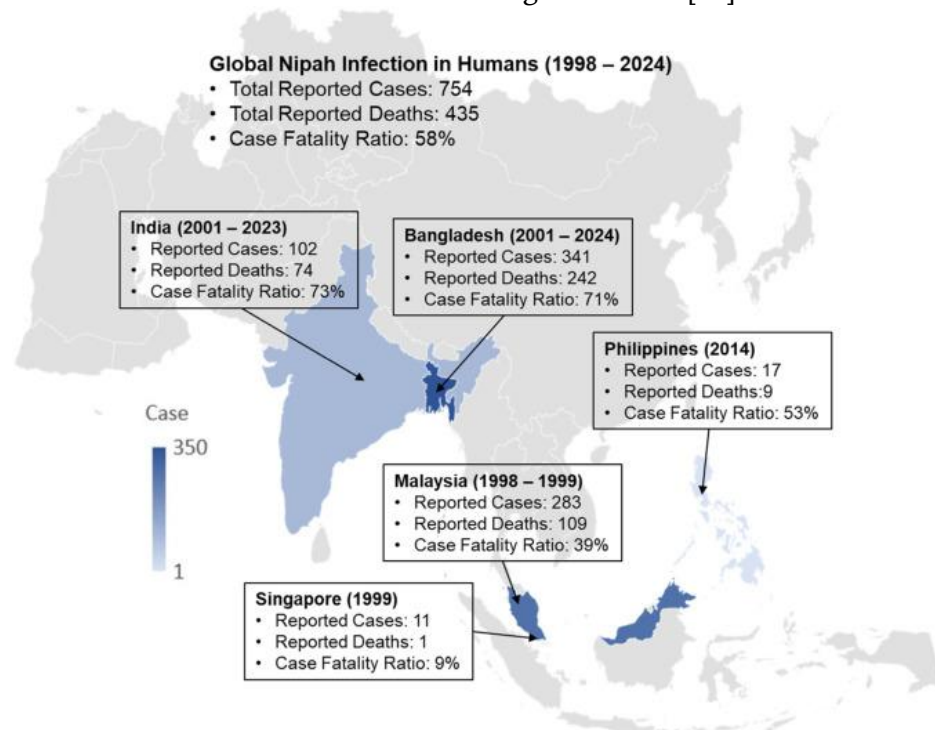 Global Nipah Infection in Humans (1998 – 2024)
• Total Reported Cases: 754
• Total Reported Deaths: 435
• Case Fatality Ratio: 58%
India (2001 – 2023)
• Reported Cases: 102
• Reported Deaths: 74
• Case Fatality Ratio: 73%
Bangladesh (2001 – 2024)
• Reported Cases: 341
• Reported Deaths: 242
• Case Fatality Ratio: 71%
Philippines (2014)
• Reported Cases: 17
• Reported Deaths:9
• Case Fatality Ratio: 53%
Case
350
1
Malaysia (1998 – 1999)
• Reported Cases: 283
• Reported Deaths: 109
• Case Fatality Ratio: 39%
Singapore (1999)
• Reported Cases: 11
• Reported Deaths: 1
• Case Fatality Ratio: 9%